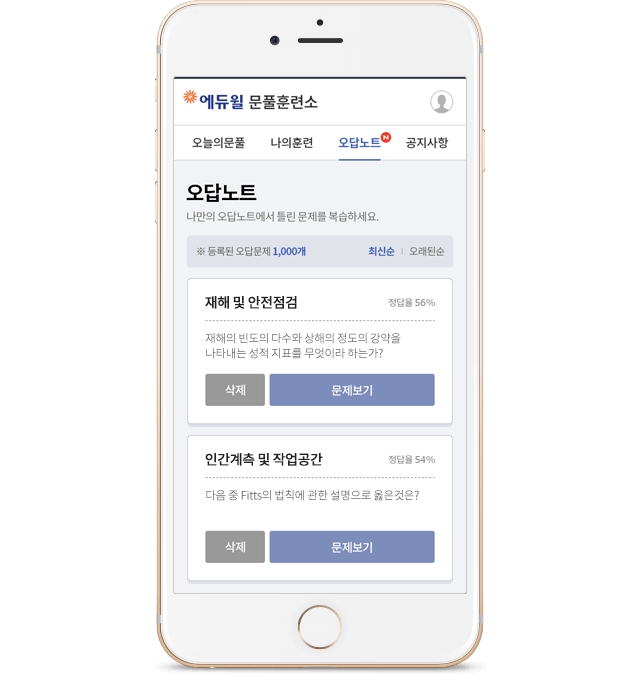 에듀윌 문풀훈련소
오늘의문풀 나의훈련 오답노트 N 공지사항
오답노트
나만의 오답노트에서 틀린 문제를 복습하세요.
※ 등록된 오답문제 1,000개 최신순 | 오래된순
재해 및 안전점검 정답율 56%
재해의 빈도의 다수와 상해의 정도의 강약을
나타내는 성적 지표를 무엇이라 하는가?
삭제 문제보기
인간계측 및 작업공간 정답율 54%
다음 중 Fitts의 법칙에 관한 설명으로 옳은것은?
삭제 문제보기